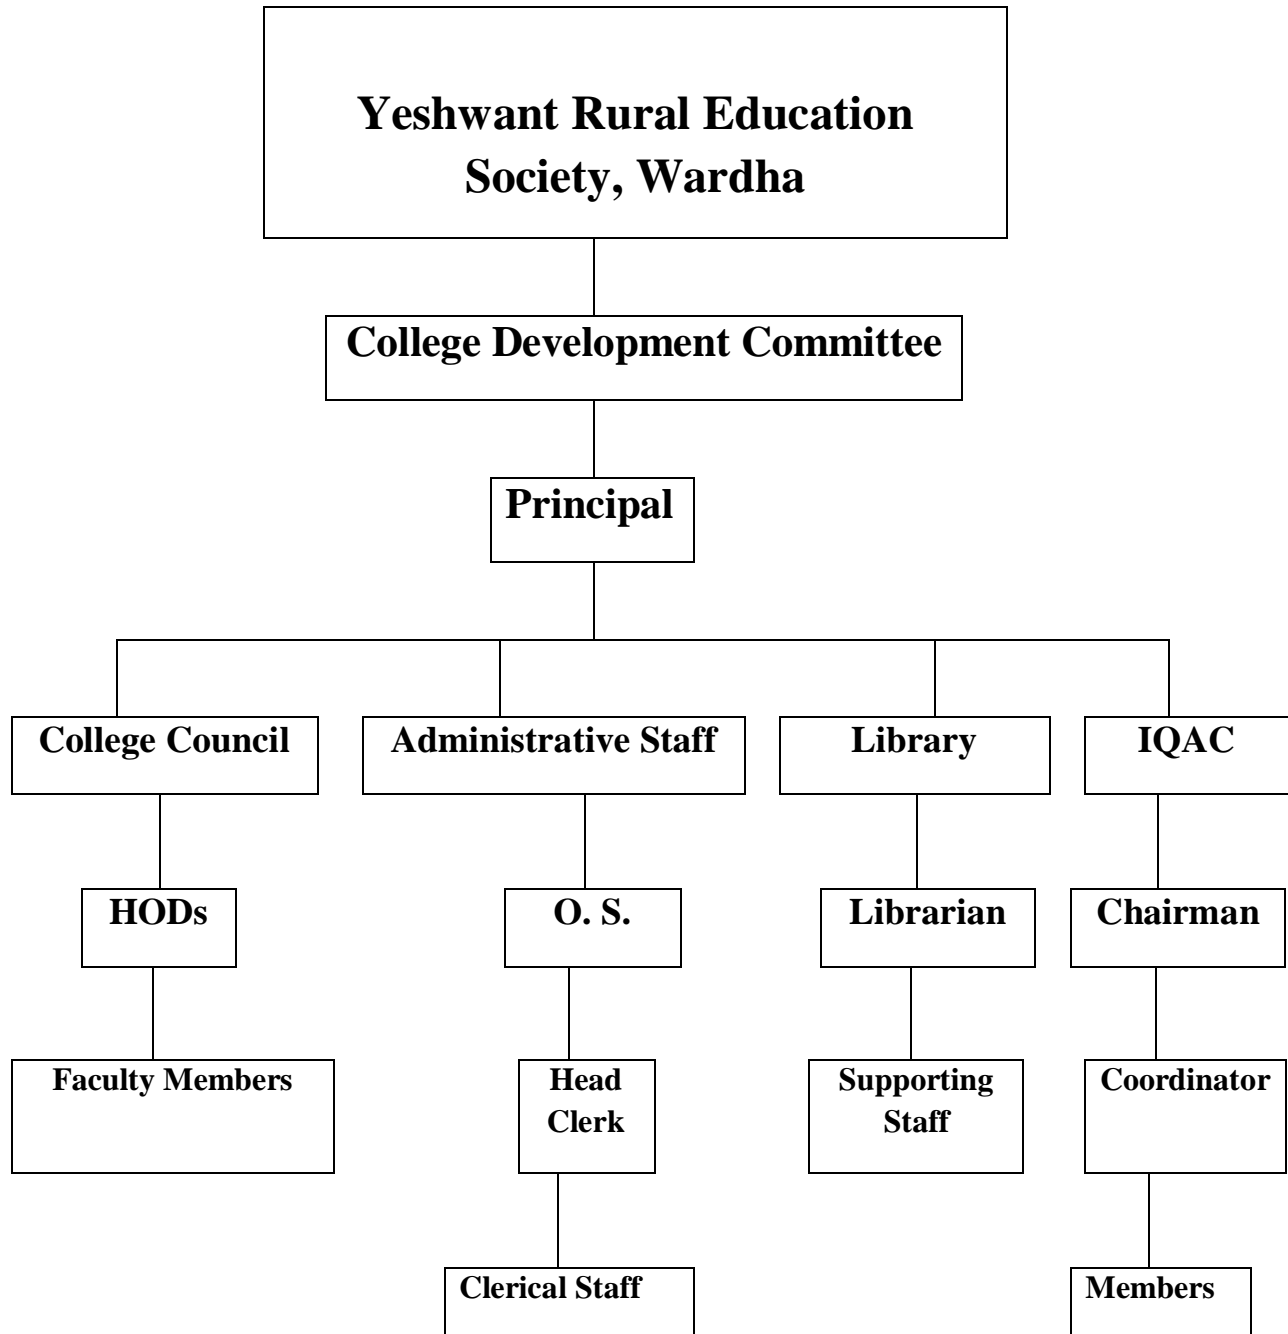 Yeshwant Rural Education
Society, Wardha
College Development Committee
Principal
College Council
Administrative Staff
Library
IQAC
HODs
O. S.
Librarian
Chairman
Faculty Members
Head
Clerk
Supporting
Staff
Coordinator
Clerical Staff
Members